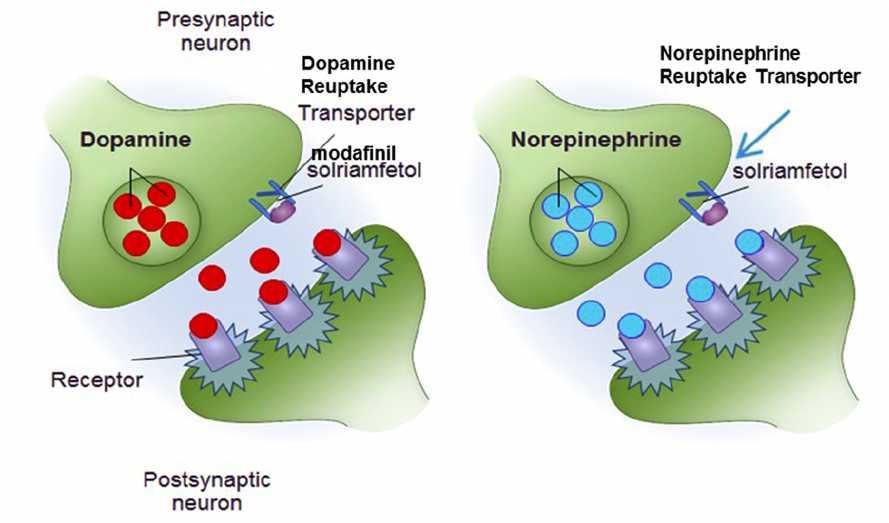 Presynaptic
neuron
Dopamine
Reuptake
Transporter
Dopamine
modafinil
solriamfetol
Receptor
Postsynaptic
neuron
Norepinephrine
Reuptake Transporter
Norepinephrine
solriamfetol